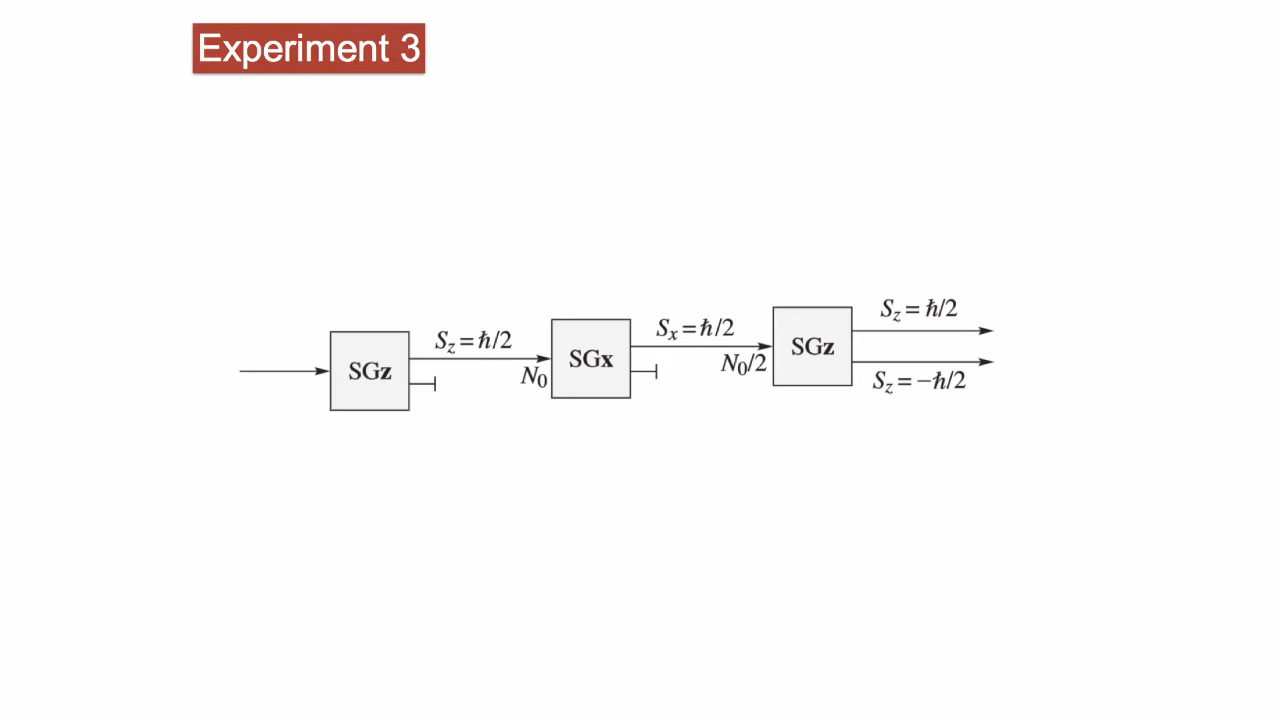 Experiment 3
SGz
S_z = ħ/2
N_0
SGx
S_x = ħ/2
N_0/2
SGz
S_z = ħ/2
S_z = −ħ/2